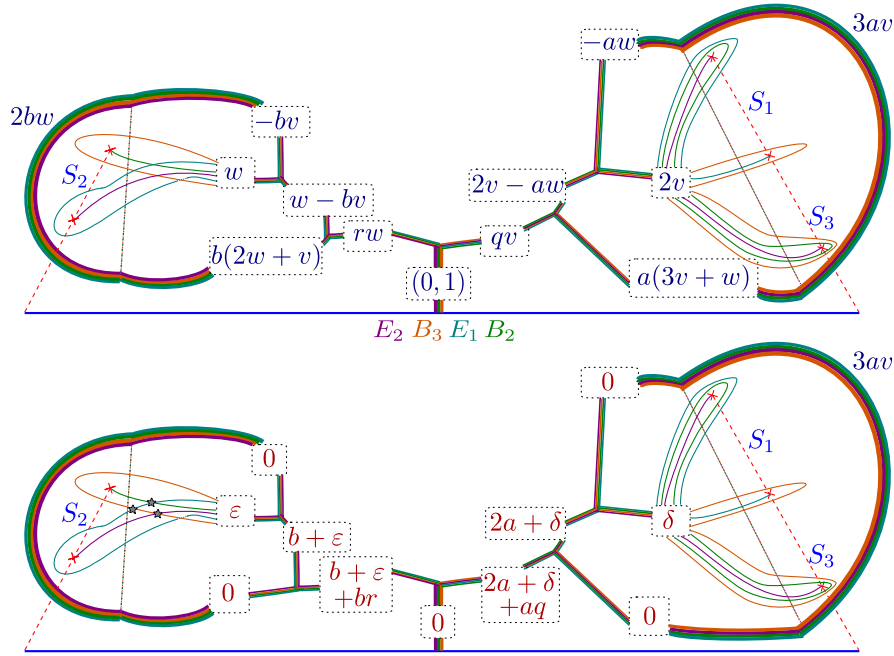 3av
−aw
2bw
S₁
−bv
S₂
w
2v − aw
2v
w − bv
S₃
rw
qv
b(2w + v)
(0, 1)
a(3v + w)
E₂ B₃ E₁ B₂
3av
0
S₁
0
S₂
ε
2a + δ
δ
b + ε
S₃
b + ε
+br
2a + δ
+aq
0
0
0